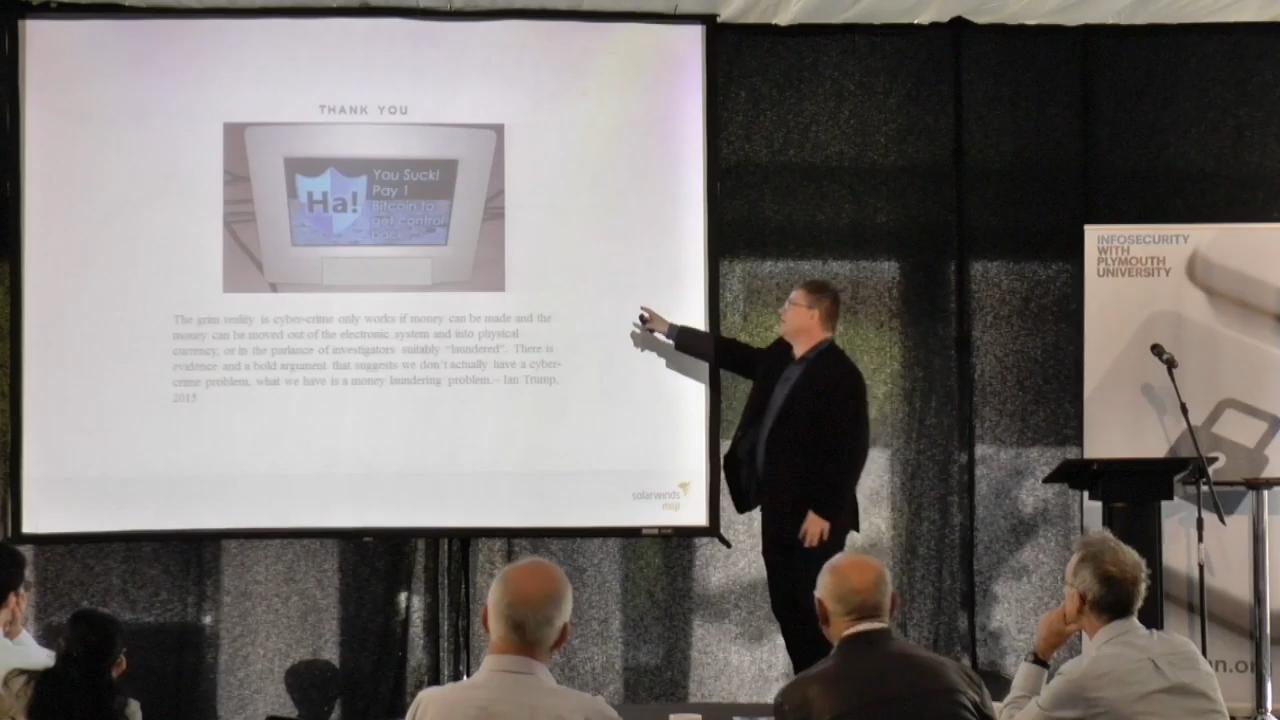 THANK YOU
Ha!
You Suck!
Pay 1
Bitcoin to
get control
back
The grim reality is cyber-crime only works if money can be made and the
money can be moved out of the electronic system and into physical
currency, or in the parlance of investigators suitably "laundered". There is
evidence and a bold argument that suggests we don't actually have a cyber-
crime problem, what we have is a money laundering problem.– Ian Trump,
2015
solarwinds
msp
INFOSECURITY
WITH
PLYMOUTH
UNIVERSITY